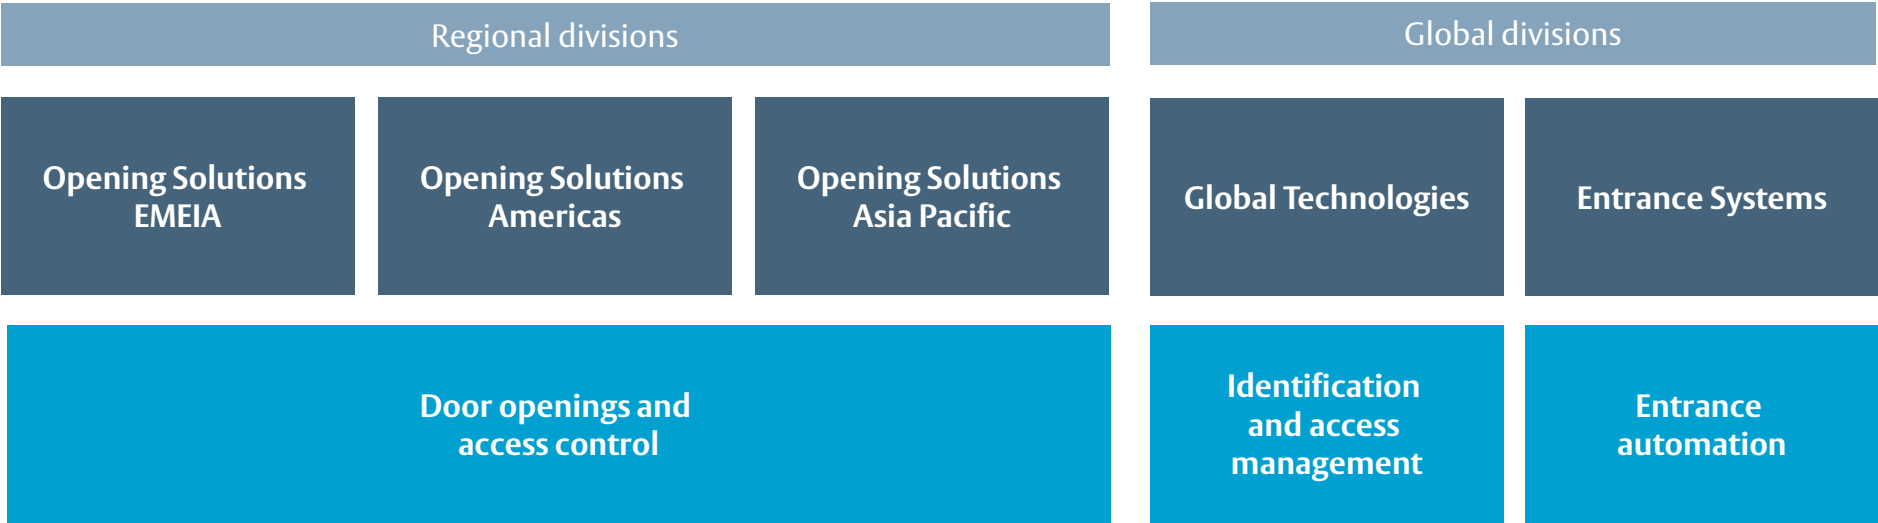 Regional divisions
Global divisions
Opening Solutions
EMEIA
Opening Solutions
Americas
Opening Solutions
Asia Pacific
Global Technologies
Entrance Systems
Door openings and
access control
Identification
and access
management
Entrance
automation